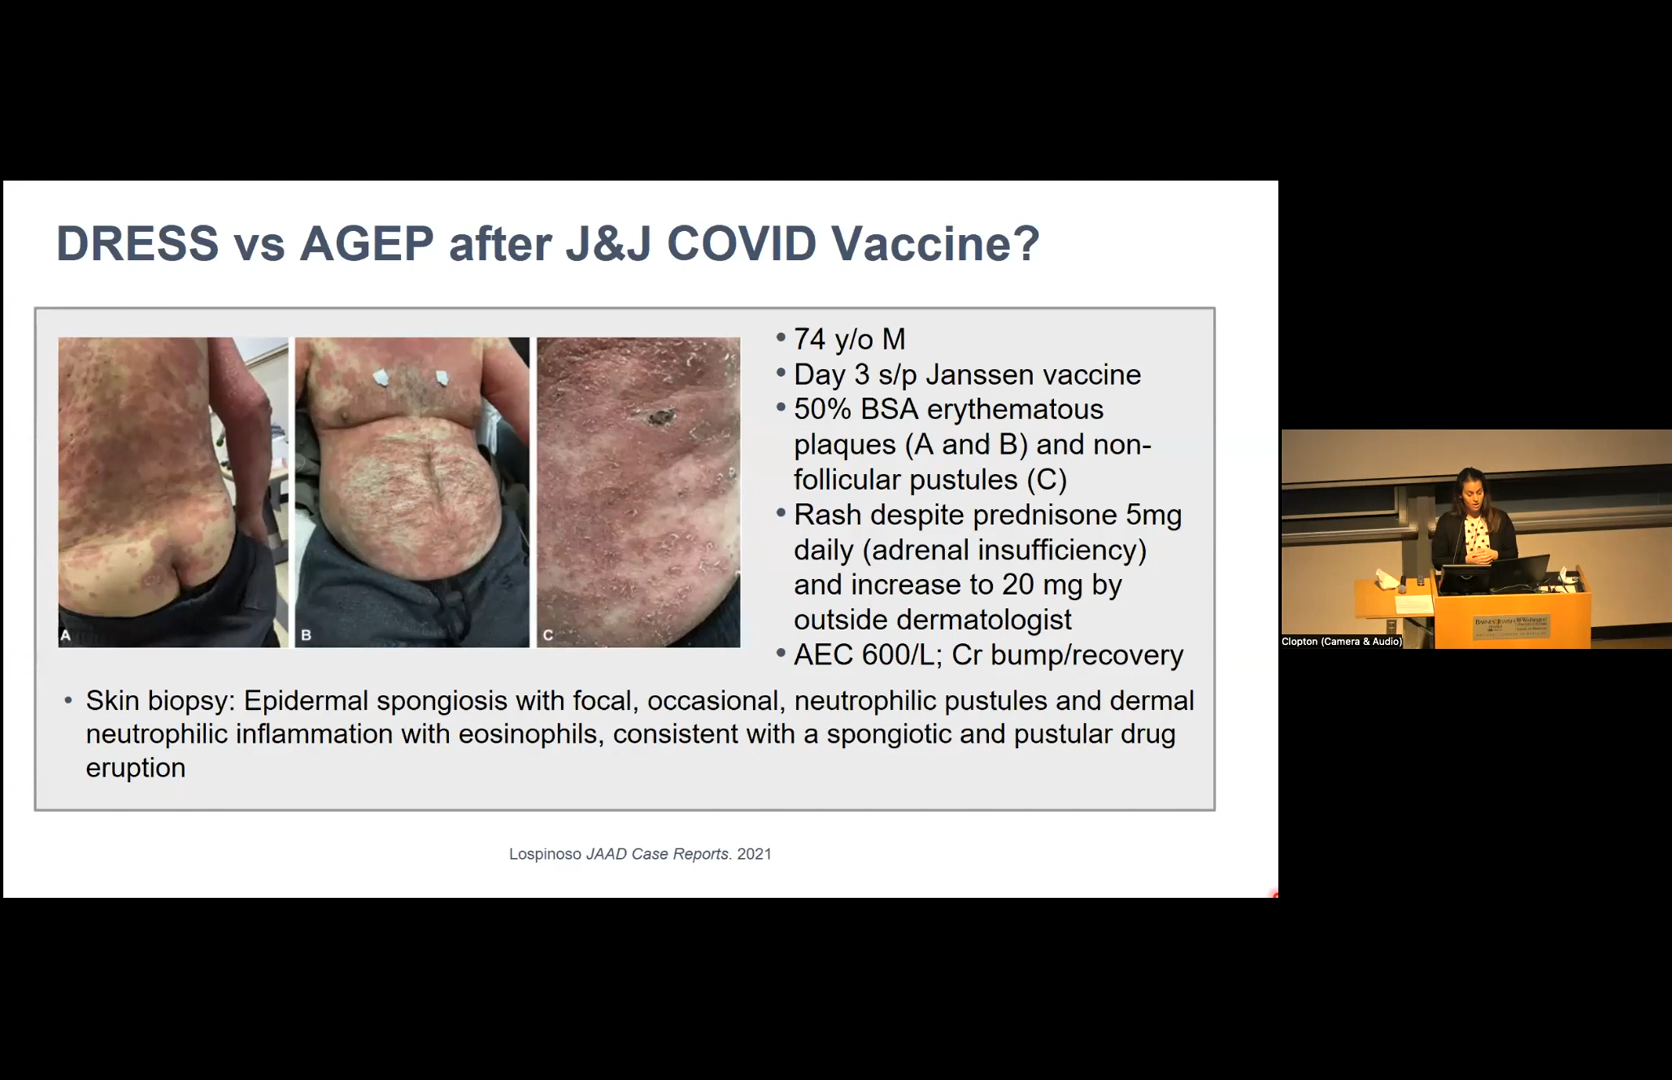 DRESS vs AGEP after J&J COVID Vaccine?
A
B
C
• 74 y/o M
• Day 3 s/p Janssen vaccine
• 50% BSA erythematous
plaques (A and B) and non-
follicular pustules (C)
• Rash despite prednisone 5mg
daily (adrenal insufficiency)
and increase to 20 mg by
outside dermatologist
• AEC 600/L; Cr bump/recovery
• Skin biopsy: Epidermal spongiosis with focal, occasional, neutrophilic pustules and dermal
neutrophilic inflammation with eosinophils, consistent with a spongiotic and pustular drug
eruption
Lospinoso JAAD Case Reports. 2021
Clopton (Camera & Audio)